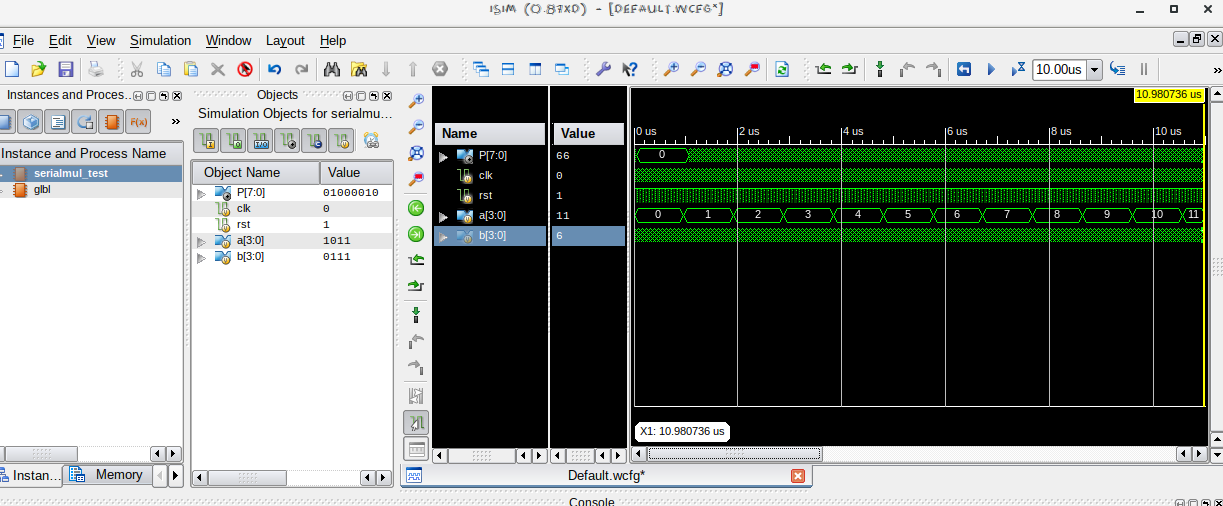 ISIM (O.87XD) - [DEFAULT.WCFG*]
File Edit View Simulation Window Layout Help
10.00us
Instances and Proces..
Instance and Process Name
serialmul_test
glbl
Instan...
Memory
Objects
Simulation Objects for serialmu...
Object Name Value
P[7:0] 01000010
clk 0
rst 1
a[3:0] 1011
b[3:0] 0111
Name Value
P[7:0] 66
clk 0
rst 1
a[3:0] 11
b[3:0] 6
10.980736 us
0 us 2 us 4 us 6 us 8 us 10 us
0
0 1 2 3 4 5 6 7 8 9 10 11
X1: 10.980736 us
Default.wcfg*
Console